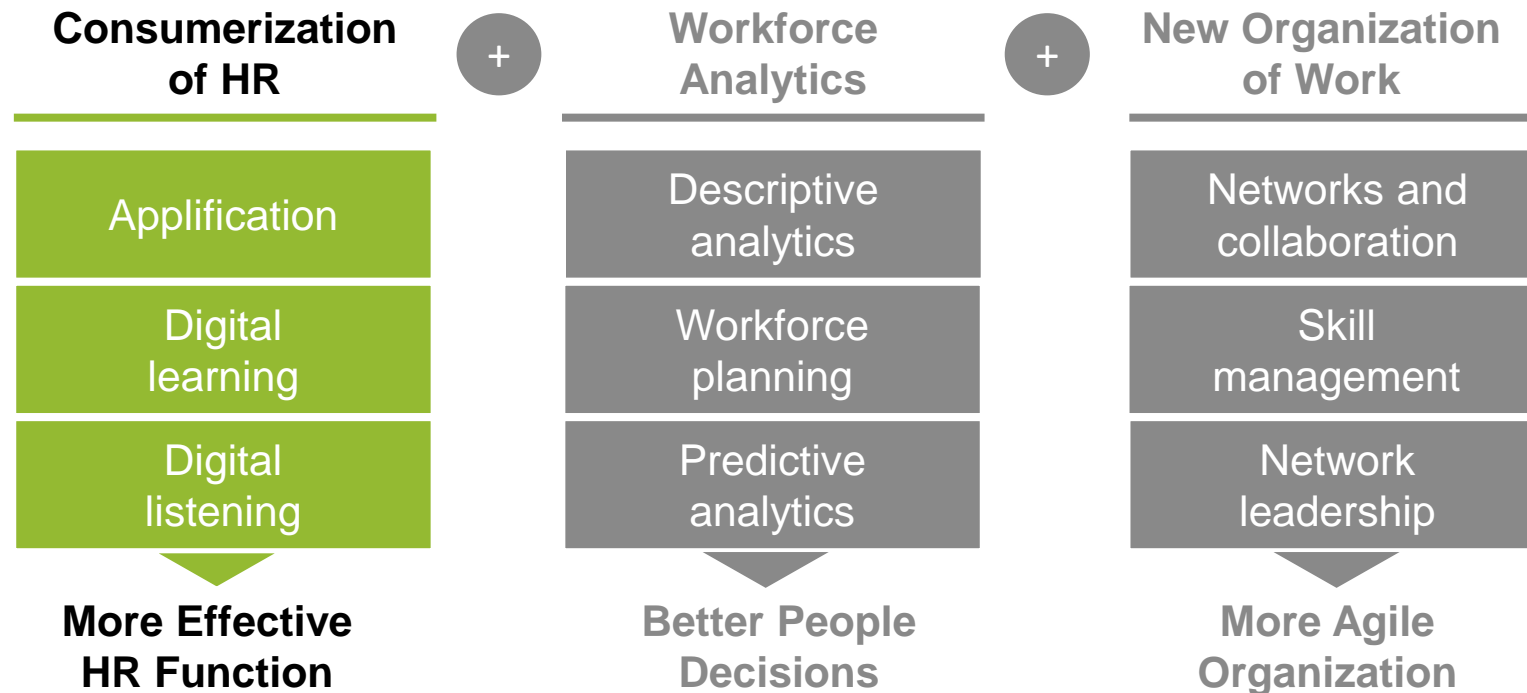 Consumerization
of HR
+
Workforce
Analytics
+
New Organization
of Work
Applification
Digital
learning
Digital
listening
More Effective
HR Function
Descriptive
analytics
Workforce
planning
Predictive
analytics
Better People
Decisions
Networks and
collaboration
Skill
management
Network
leadership
More Agile
Organization